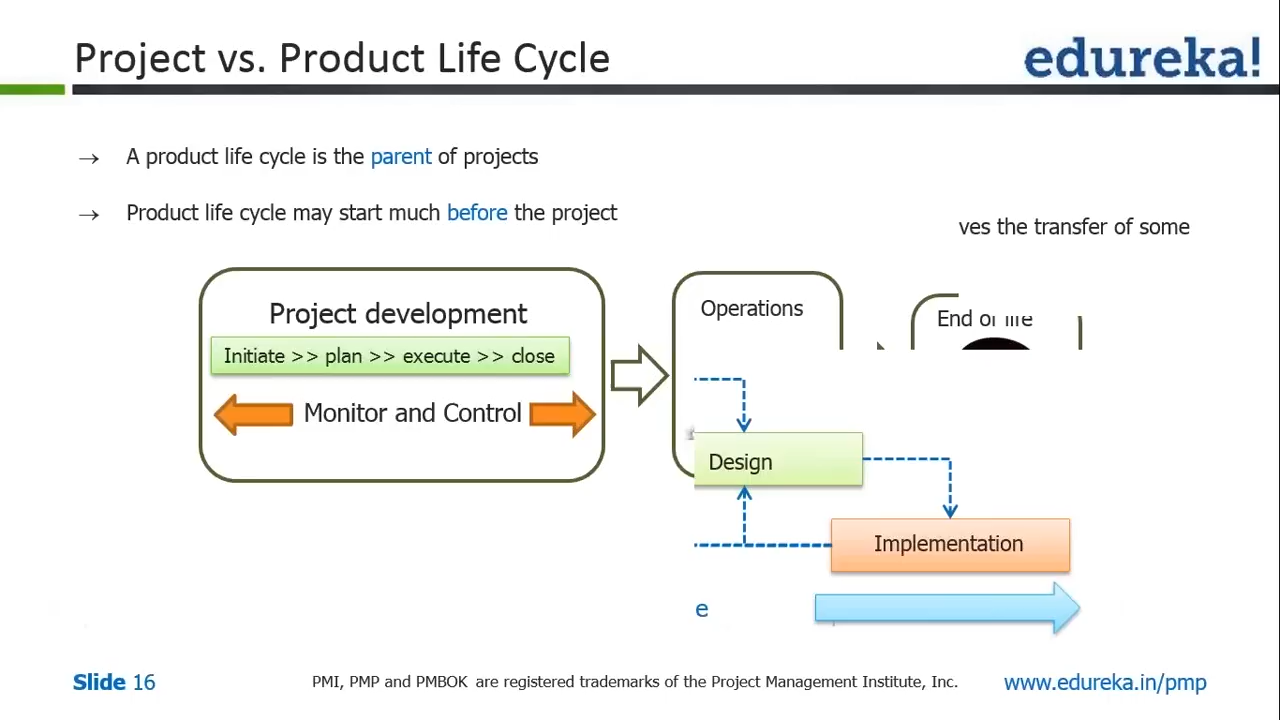 Project vs. Product Life Cycle
edureka!
→ A product life cycle is the parent of projects
→ Product life cycle may start much before the project
ves the transfer of some
Project development
Initiate >> plan >> execute >> close
Monitor and Control
Operations
End of life
Design
Implementation
e
Slide 16
PMI, PMP and PMBOK are registered trademarks of the Project Management Institute, Inc.
www.edureka.in/pmp